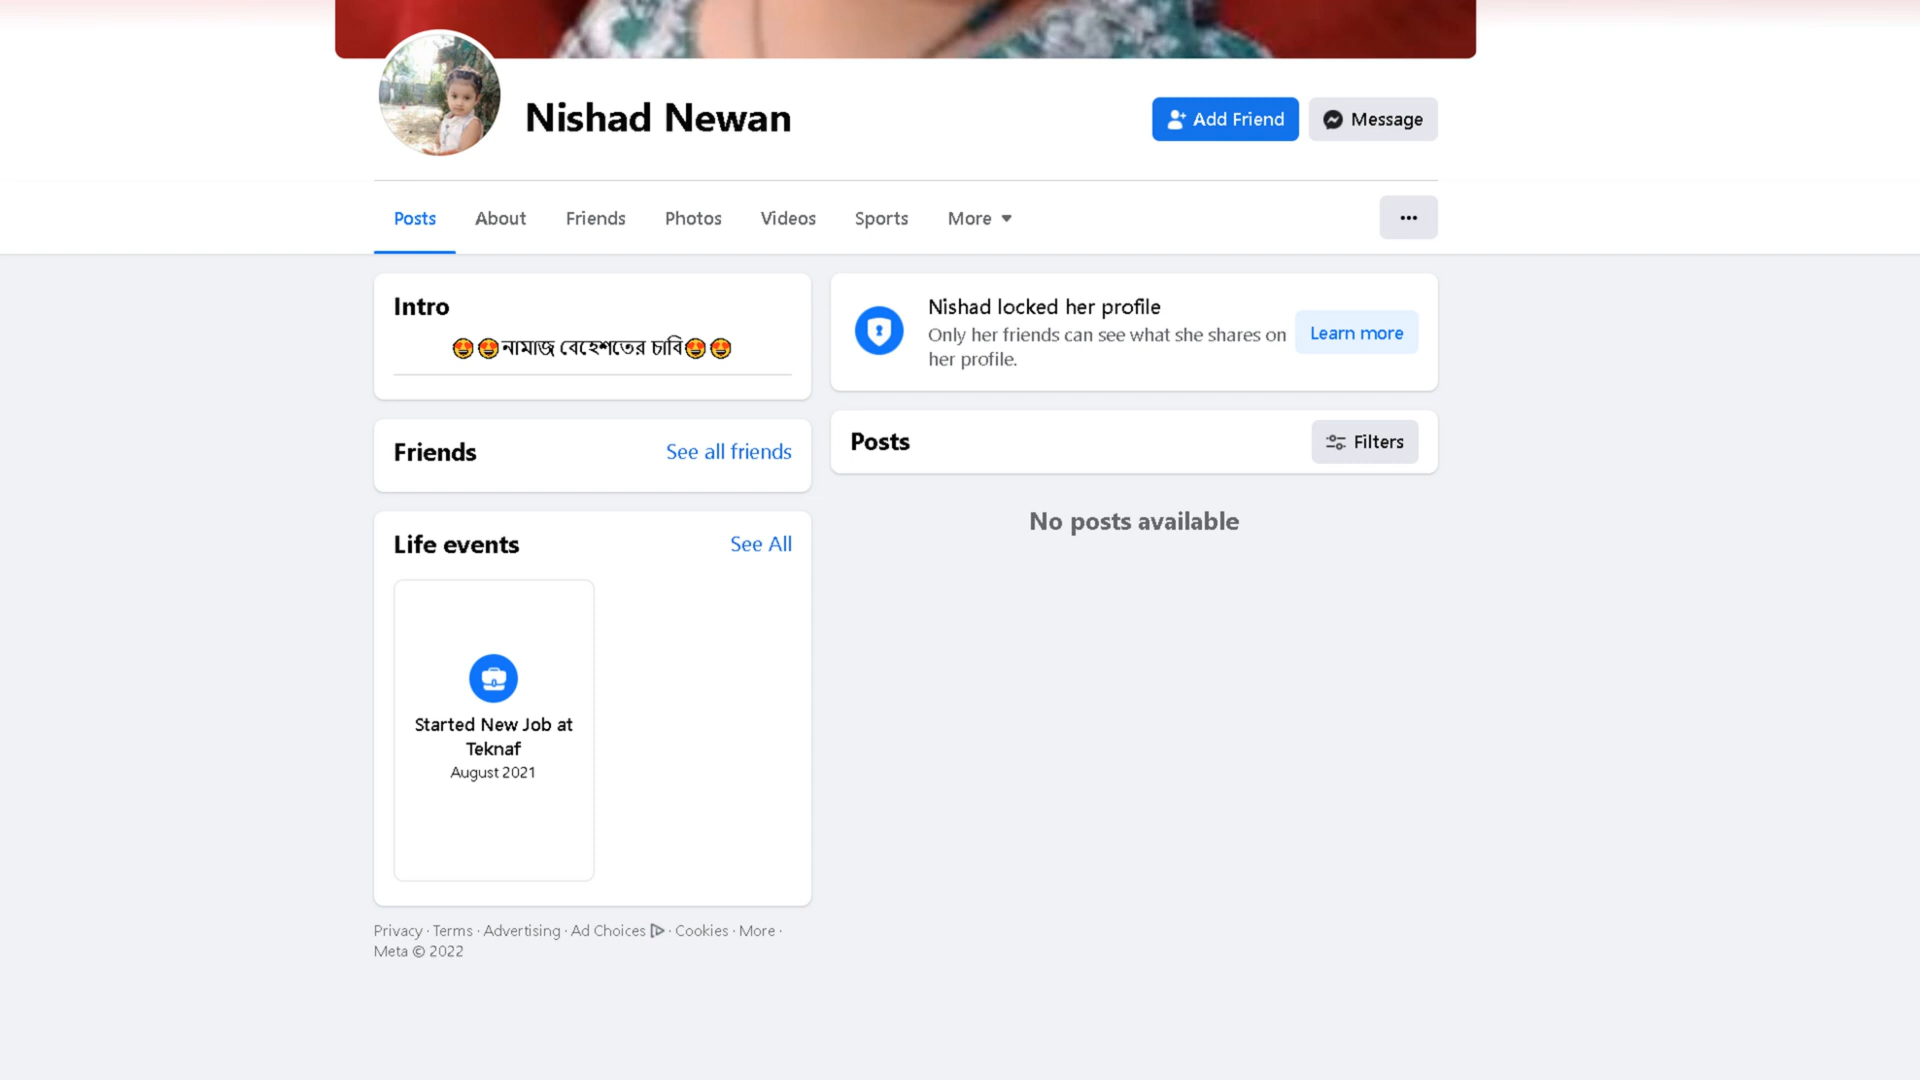 Nishad Newan
Add Friend
Message
Posts
About
Friends
Photos
Videos
Sports
More
Intro
😍😍নামাজ বেহেশতের চাবি😍😍
Friends
See all friends
Life events
See All
Started New Job at
Teknaf
August 2021
Privacy · Terms · Advertising · Ad Choices · Cookies · More ·
Meta © 2022
Nishad locked her profile
Only her friends can see what she shares on
her profile.
Learn more
Posts
Filters
No posts available